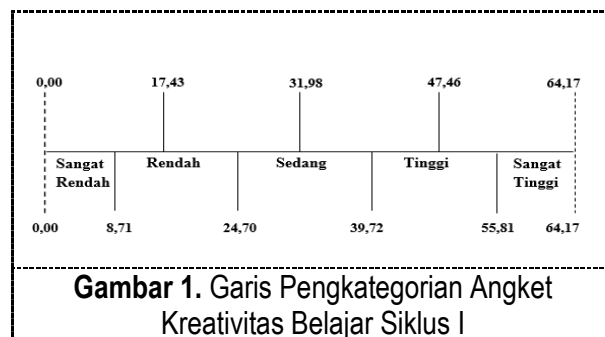 0,00 17,43 31,98 47,46 64,17
Sangat Rendah Sedang Tinggi Sangat
Rendah Tinggi
0,00 8,71 24,70 39,72 55,81 64,17
Gambar 1. Garis Pengkategorian Angket
Kreativitas Belajar Siklus I